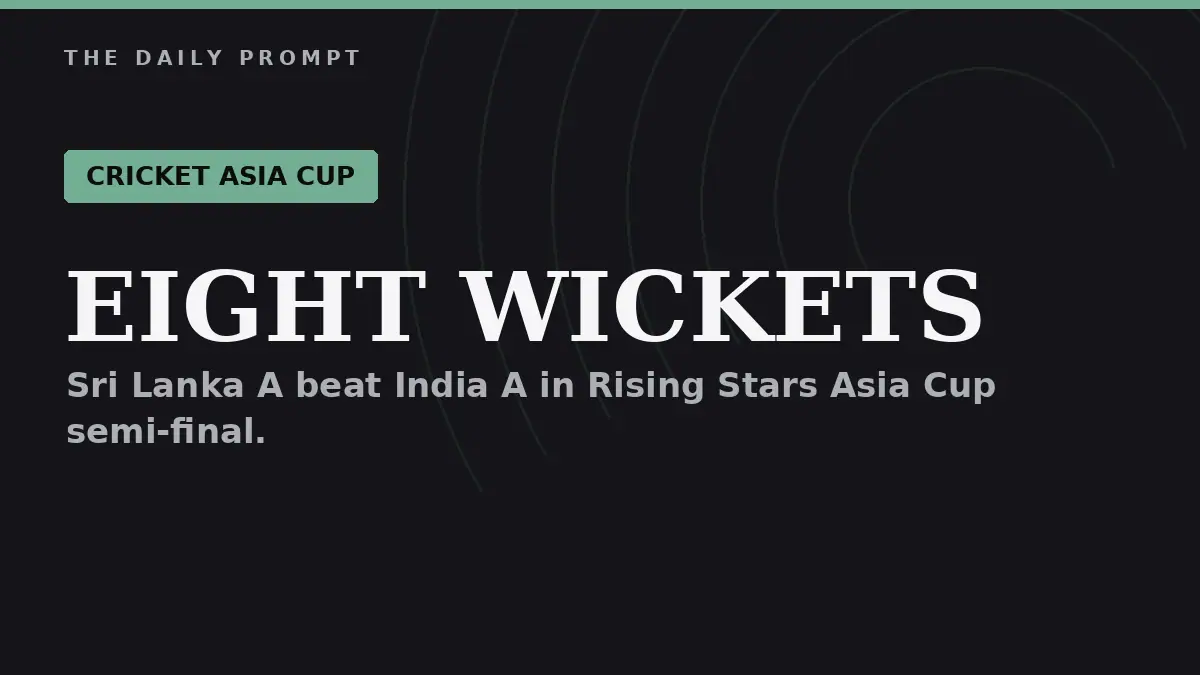 THE DAILY PROMPT
CRICKET ASIA CUP
EIGHT WICKETS
Sri Lanka A beat India A in Rising Stars Asia Cup
semi-final.